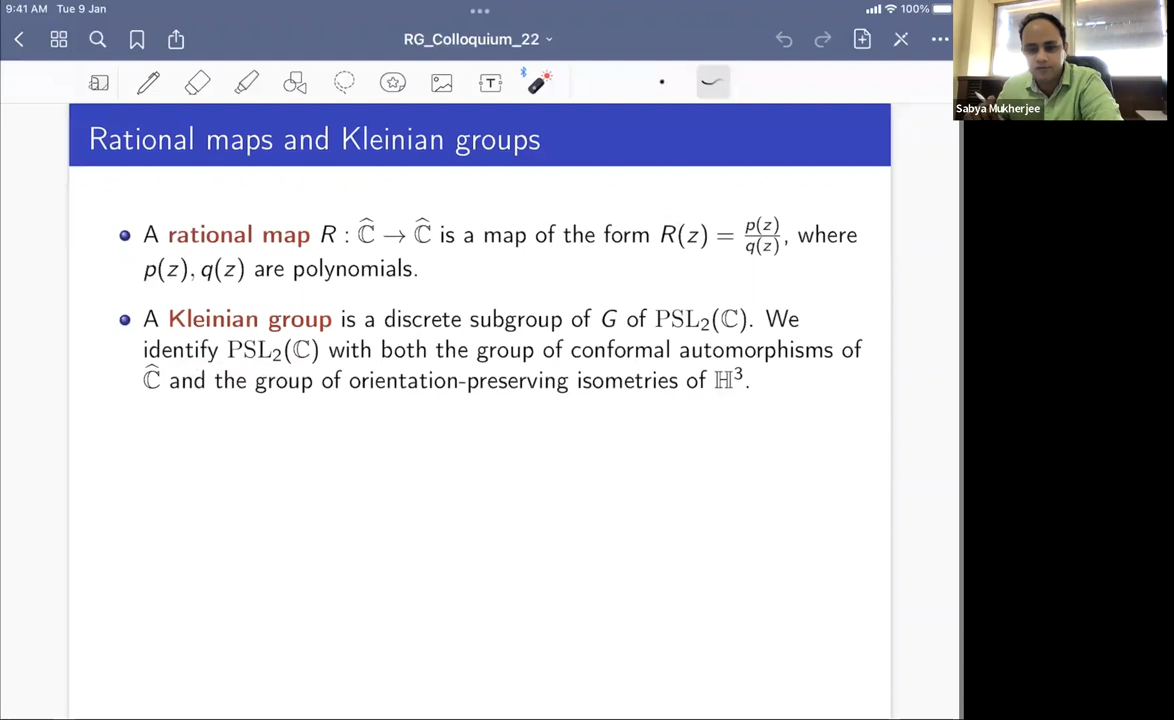 9:41 AM Tue 9 Jan
100%
RG_Colloquium_22
Sabya Mukherjee
Rational maps and Kleinian groups
A rational map R : Ĉ → Ĉ is a map of the form R(z) = p(z)/q(z), where
p(z), q(z) are polynomials.
A Kleinian group is a discrete subgroup of G of PSL₂(ℂ). We
identify PSL₂(ℂ) with both the group of conformal automorphisms of
Ĉ and the group of orientation-preserving isometries of ℍ³.